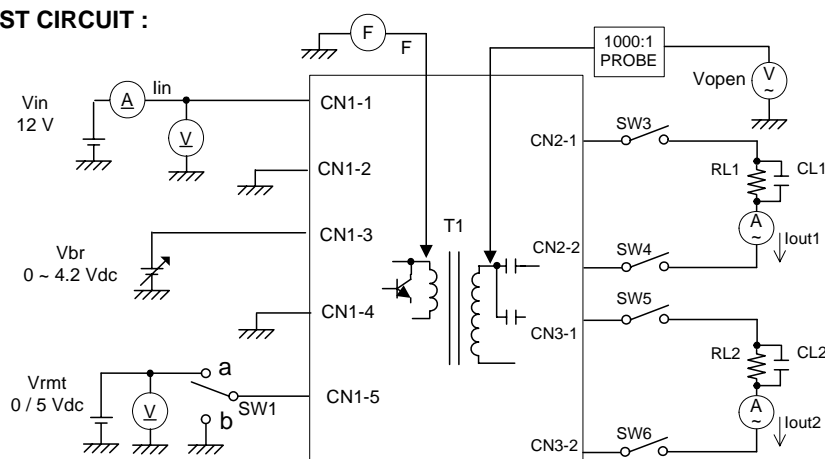 ST CIRCUIT :
F
F
1000:1
PROBE
Vopen
V
~
Vin
12 V
A
Iin
V
CN1-1
CN1-2
CN1-3
CN1-4
CN1-5
Vbr
0 ~ 4.2 Vdc
Vrmt
0 / 5 Vdc
V
a
b
SW1
T1
CN2-1
CN2-2
CN3-1
CN3-2
SW3
SW4
SW5
SW6
RL1
CL1
A
~
Iout1
RL2
CL2
A
~
Iout2